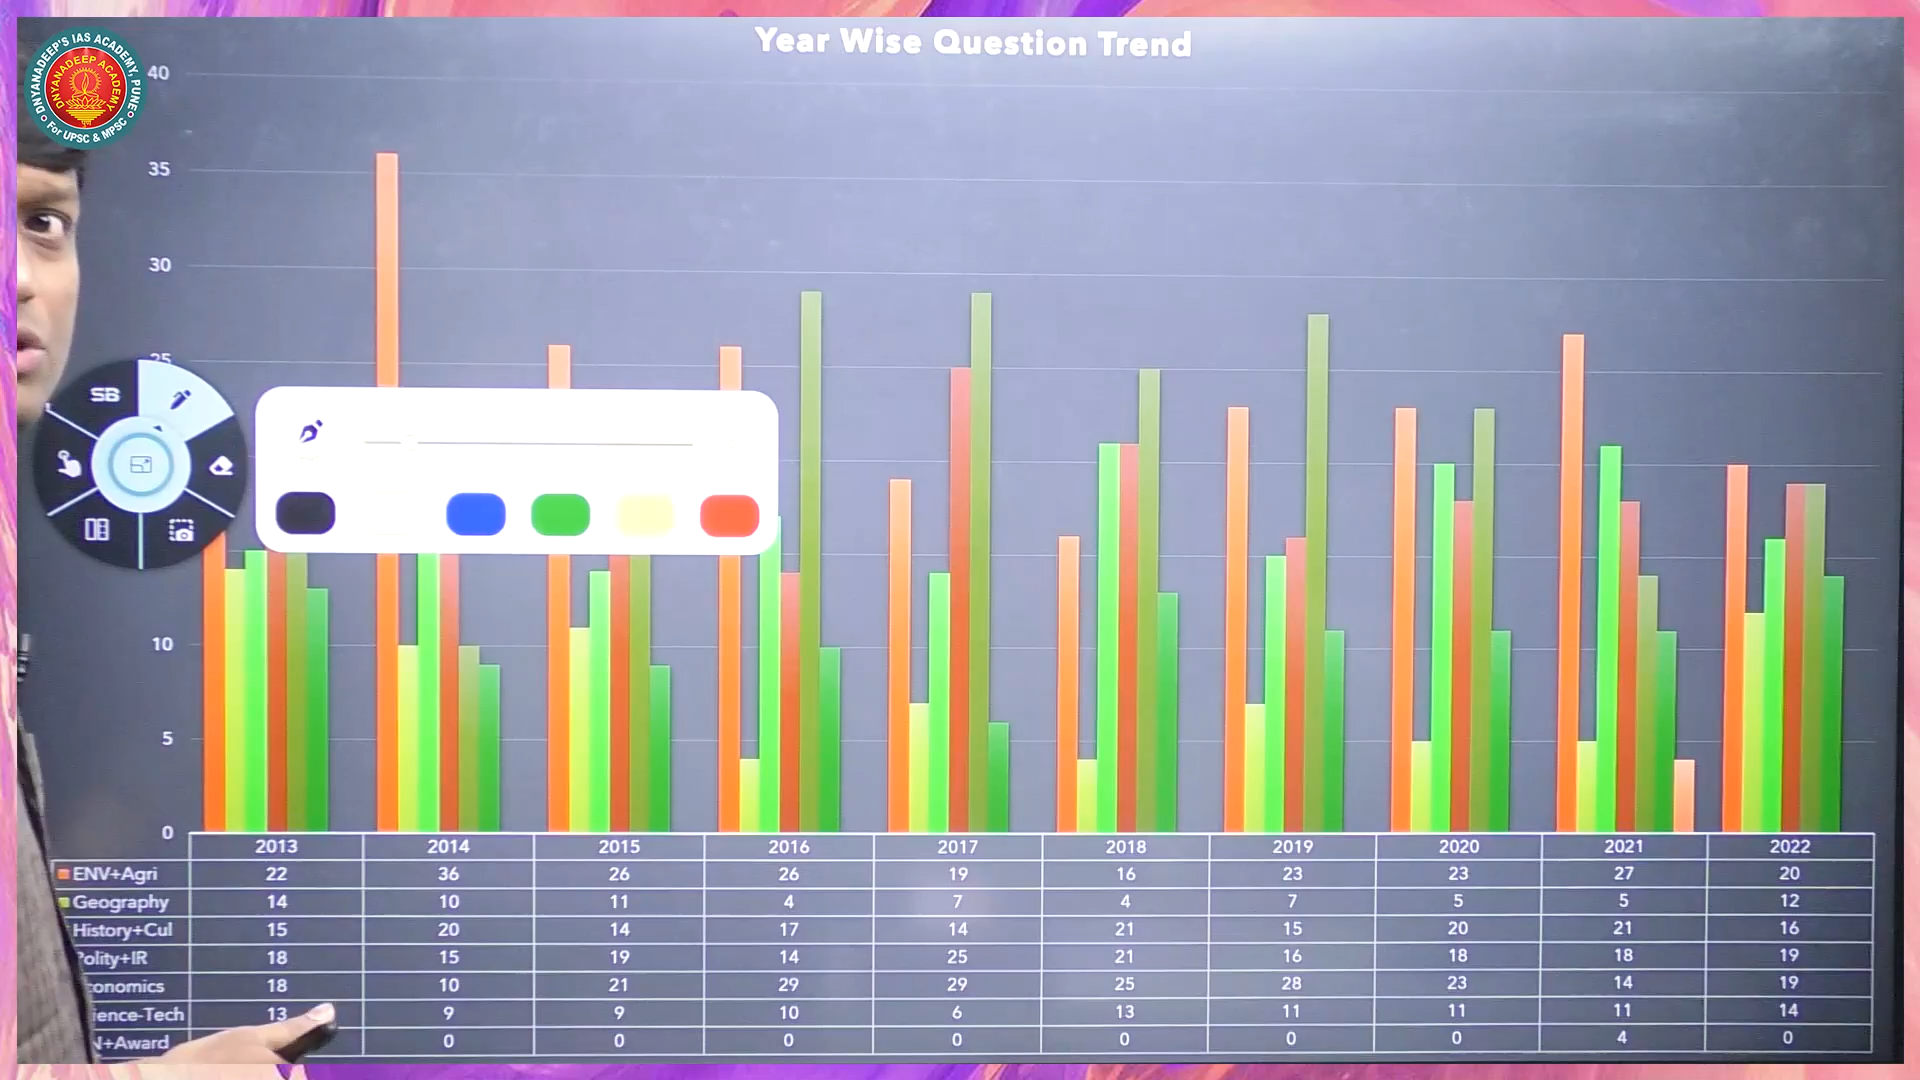 Year Wise Question Trend
DNYANADEEP'S IAS ACADEMY, PUNE
DNYANADEEP ACADEMY
For UPSC & MPSC
40
35
30
25
SB
10
5
0
2013 2014 2015 2016 2017 2018 2019 2020 2021 2022
ENV+Agri 22 36 26 26 19 16 23 23 27 20
Geography 14 10 11 4 7 4 7 5 5 12
History+Cul 15 20 14 17 14 21 15 20 21 16
Polity+IR 18 15 19 14 25 21 16 18 18 19
conomics 18 10 21 29 29 25 28 23 14 19
ience-Tech 13 9 9 10 6 13 11 11 11 14
N+Award 0 0 0 0 0 0 0 4 0